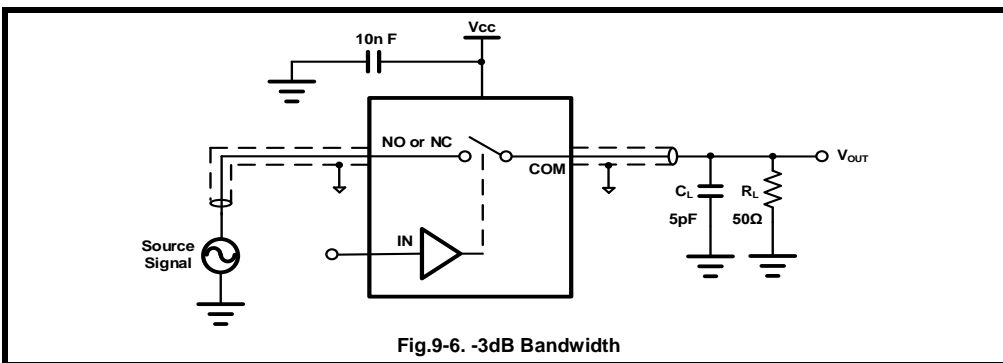 Vcc
10n F
NO or NC
COM
VOUT
CL
5pF
RL
50Ω
IN
Source
Signal
Fig.9-6. -3dB Bandwidth